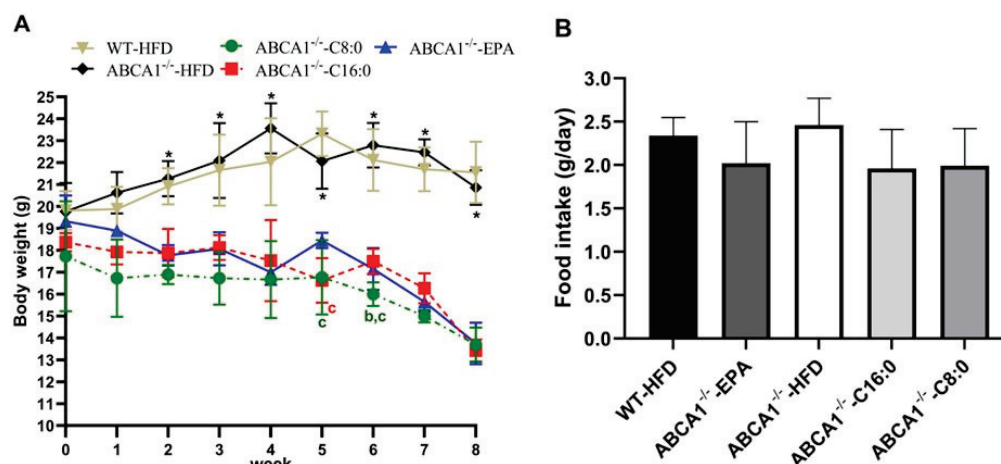 A
WT-HFD
ABCA1-/--C8:0
ABCA1-/--EPA
ABCA1-/--HFD
ABCA1-/--C16:0
Body weight (g)
25
24
23
22
21
20
19
18
17
16
15
14
13
12
11
10
*
*
*
*
*
*
*
c
c
b,c
0 1 2 3 4 5 6 7 8
week
B
Food intake (g/day)
3.0
2.5
2.0
1.5
1.0
0.5
0.0
WT-HFD
ABCA1-/--EPA
ABCA1-/--HFD
ABCA1-/--C16:0
ABCA1-/--C8:0